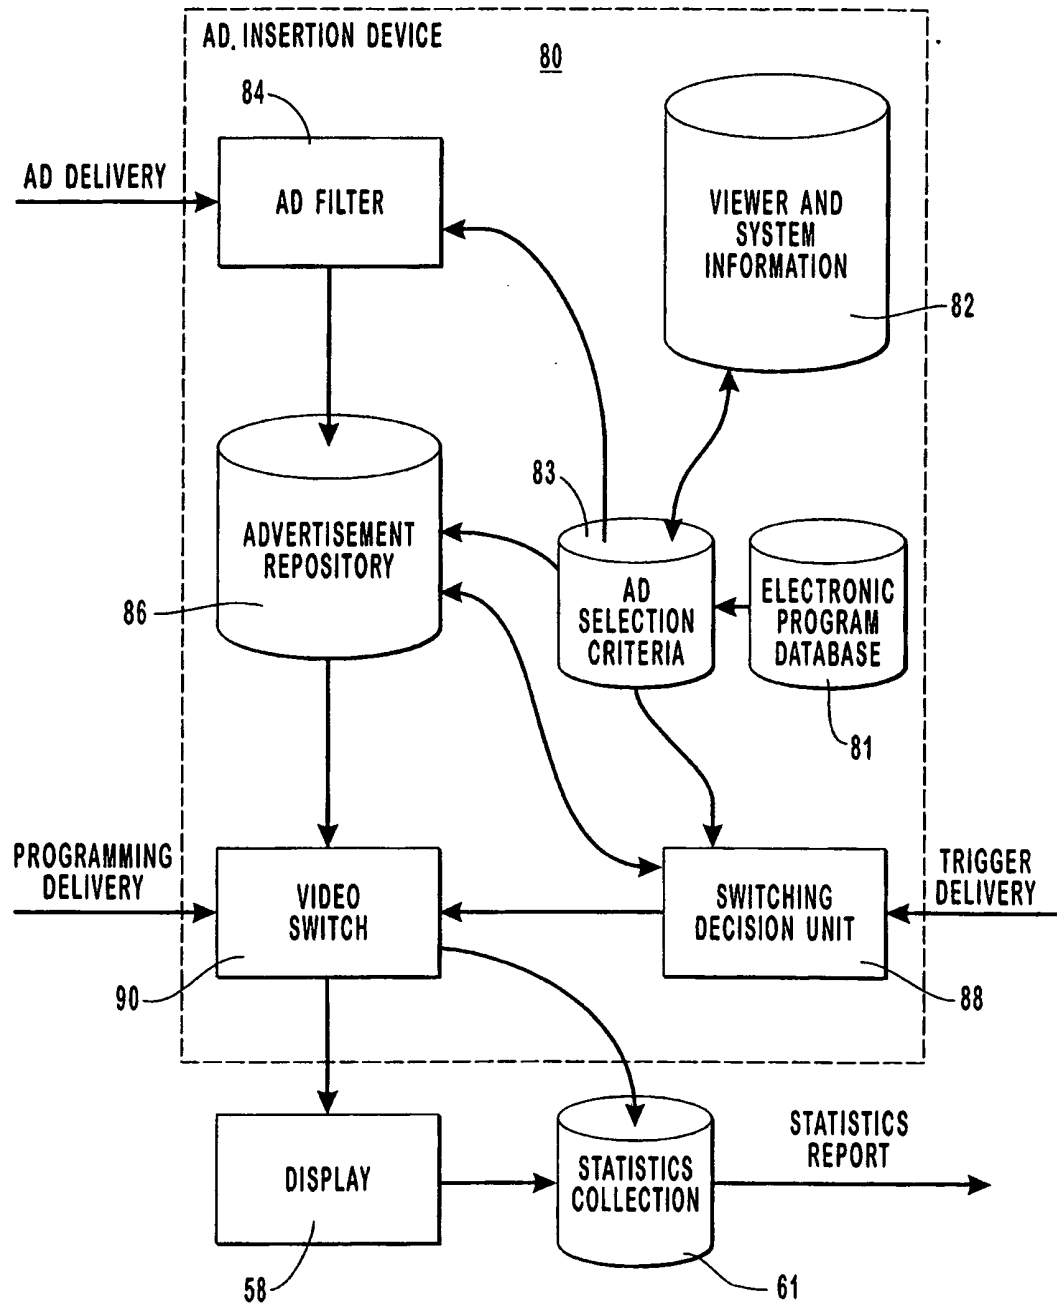 AD. INSERTION DEVICE
80
84
AD DELIVERY
AD FILTER
VIEWER AND
SYSTEM
INFORMATION
82
83
ADVERTISEMENT
REPOSITORY
86
AD
SELECTION
CRITERIA
ELECTRONIC
PROGRAM
DATABASE
81
PROGRAMMING
DELIVERY
VIDEO
SWITCH
90
SWITCHING
DECISION UNIT
88
TRIGGER
DELIVERY
DISPLAY
58
STATISTICS
COLLECTION
61
STATISTICS
REPORT